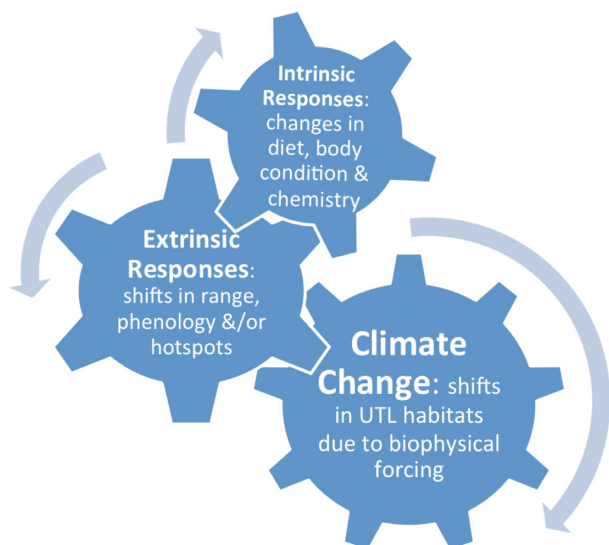 Intrinsic
Responses:
changes in
diet, body
condition &
chemistry
Extrinsic
Responses:
shifts in range,
phenology &/or
hotspots
Climate
Change: shifts
in UTL habitats
due to biophysical
forcing